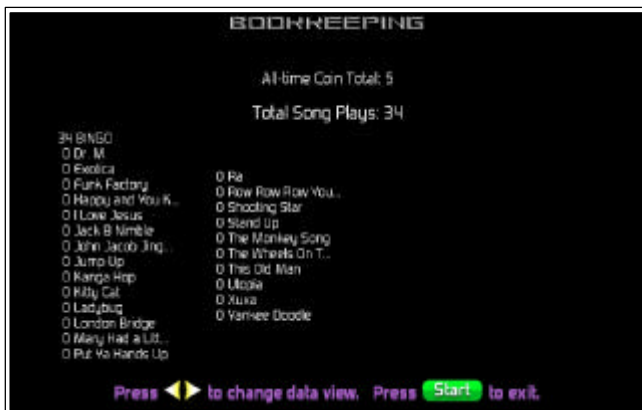 BOOKKEEPING
All-time Coin Total: 5
Total Song Plays: 34
34 BINGO
0 Dr. M
0 Exotica
0 Funk Factory
0 Happy and You K...
0 I Love Jesus
0 Jack B Nimble
0 John Jacob Jing...
0 Jump Up
0 Kanga Hop
0 Kitty Cat
0 Ladybug
0 London Bridge
0 Mary Had a Litt...
0 Put Ya Hands Up
0 Ra
0 Row Row Row You...
0 Shooting Star
0 Stand Up
0 The Monkey Song
0 The Wheels On T...
0 This Old Man
0 Utopia
0 Xuxa
0 Yankee Doodle
Press ◀▶ to change data view. Press Start to exit.